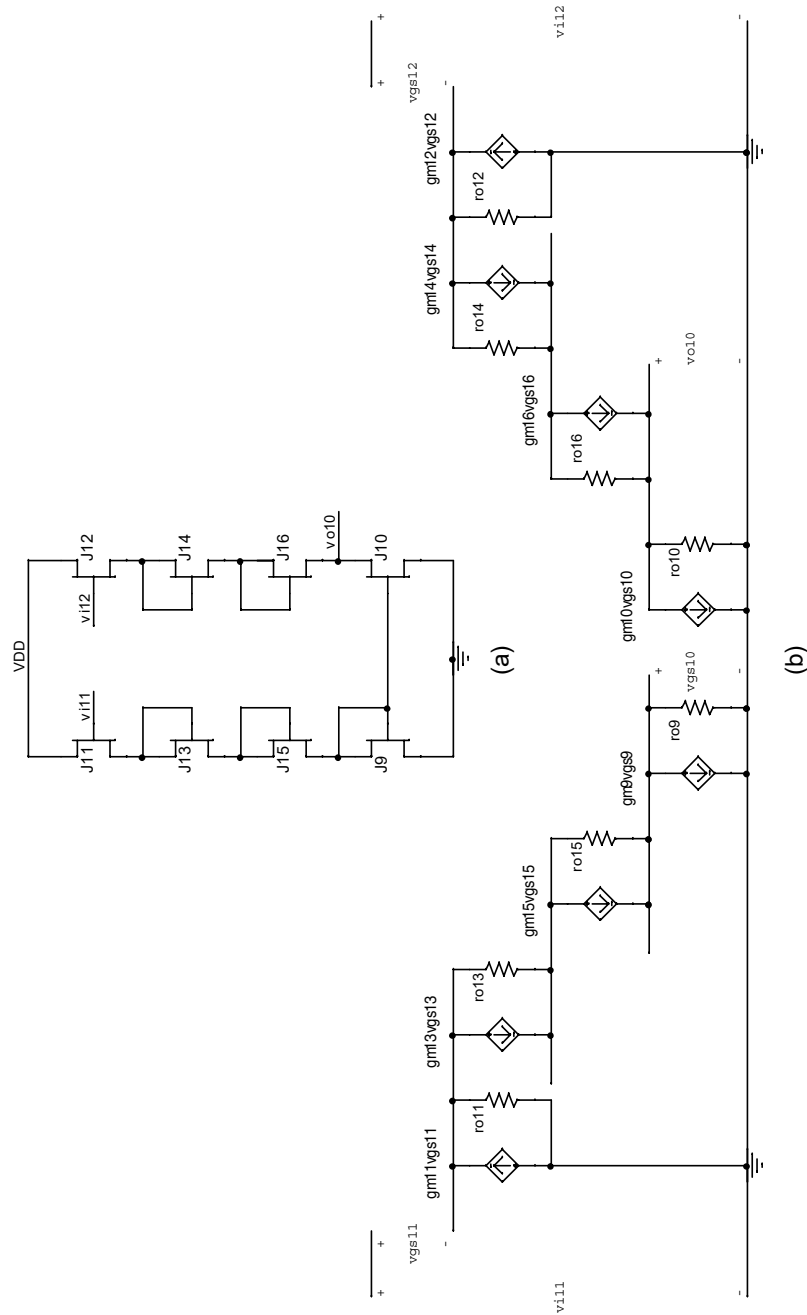 VDD
J11
vi11
vi12
J12
J13
J14
J15
J16
vo10
J9
J10
(a)
+
+
vgs11
-
vi11
-
gm11vgs11
ro11
gm13vgs13
ro13
gm15vgs15
ro15
gm9vgs9
ro9
+
vgs10
-
gm10vgs10
ro10
gm16vgs16
ro16
+
vo10
-
gm14vgs14
ro14
gm12vgs12
ro12
+
vgs12
-
+
vi12
-
(b)